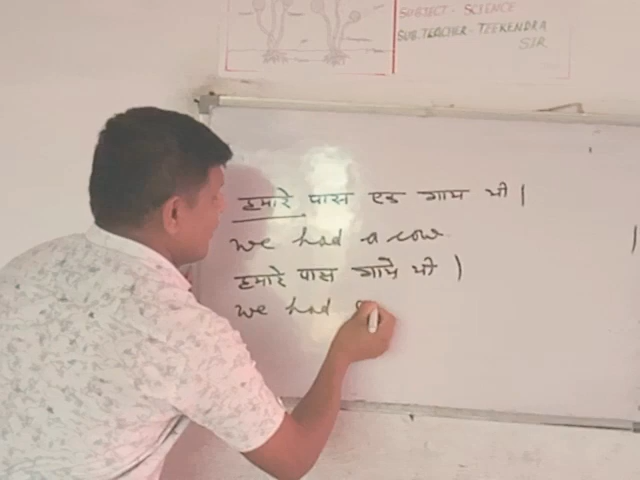 SUBJECT - SCIENCE
SUB.TEACHER - TEEKENDRA
SIR
हमारे पास एक गाय थी |
we had a cow
हमारे पास गायें थी |
we had